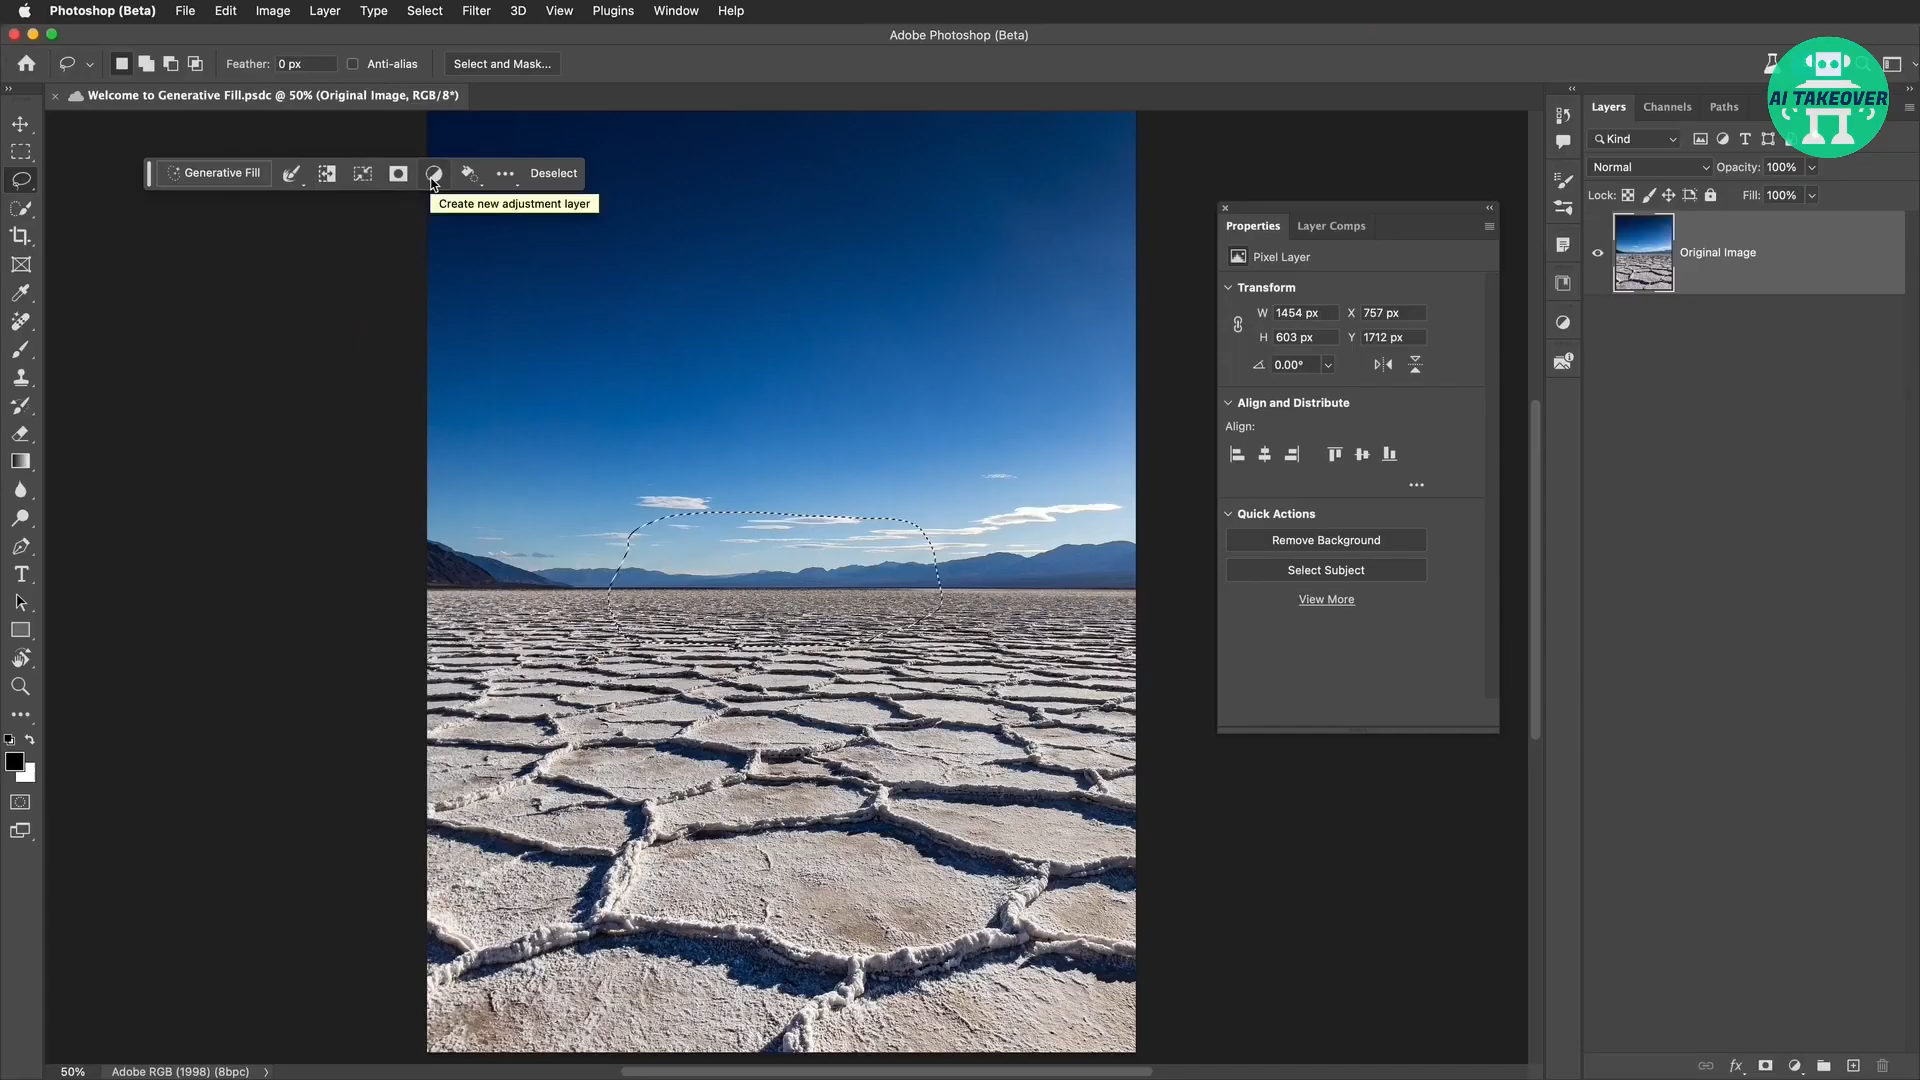 Photoshop (Beta) File Edit Image Layer Type Select Filter 3D View Plugins Window Help
Adobe Photoshop (Beta)
Feather: 0 px Anti-alias Select and Mask...
AI TAKEOVER
Welcome to Generative Fill.psdc @ 50% (Original Image, RGB/8*)
Layers Channels Paths
Kind
Normal Opacity: 100%
Lock: Fill: 100%
Original Image
Generative Fill Deselect
Create new adjustment layer
Properties Layer Comps
Pixel Layer
Transform
W 1454 px X 757 px
H 603 px Y 1712 px
0.00°
Align and Distribute
Align:
Quick Actions
Remove Background
Select Subject
View More
50% Adobe RGB (1998) (8bpc)